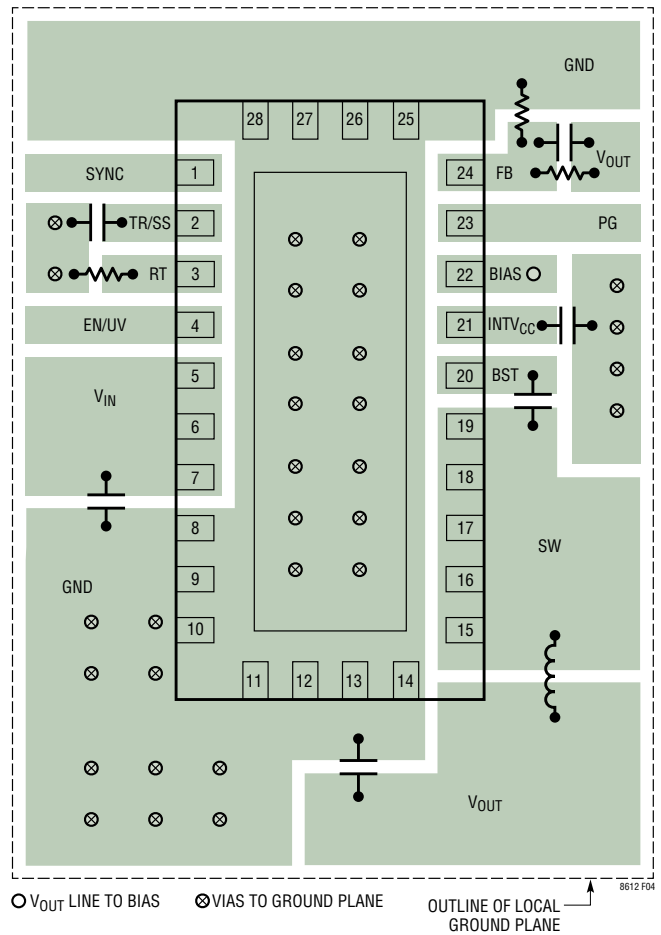 GND
28 27 26 25
SYNC 1 24 FB VOUT
TR/SS 2 23 PG
RT 3 22 BIAS
EN/UV 4 21 INTVCC
5 20 BST
VIN
6 19
7 18
8 17 SW
GND 9 16
10 15
11 12 13 14
VOUT
8612 F04
VOUT LINE TO BIAS VIAS TO GROUND PLANE OUTLINE OF LOCAL
GROUND PLANE